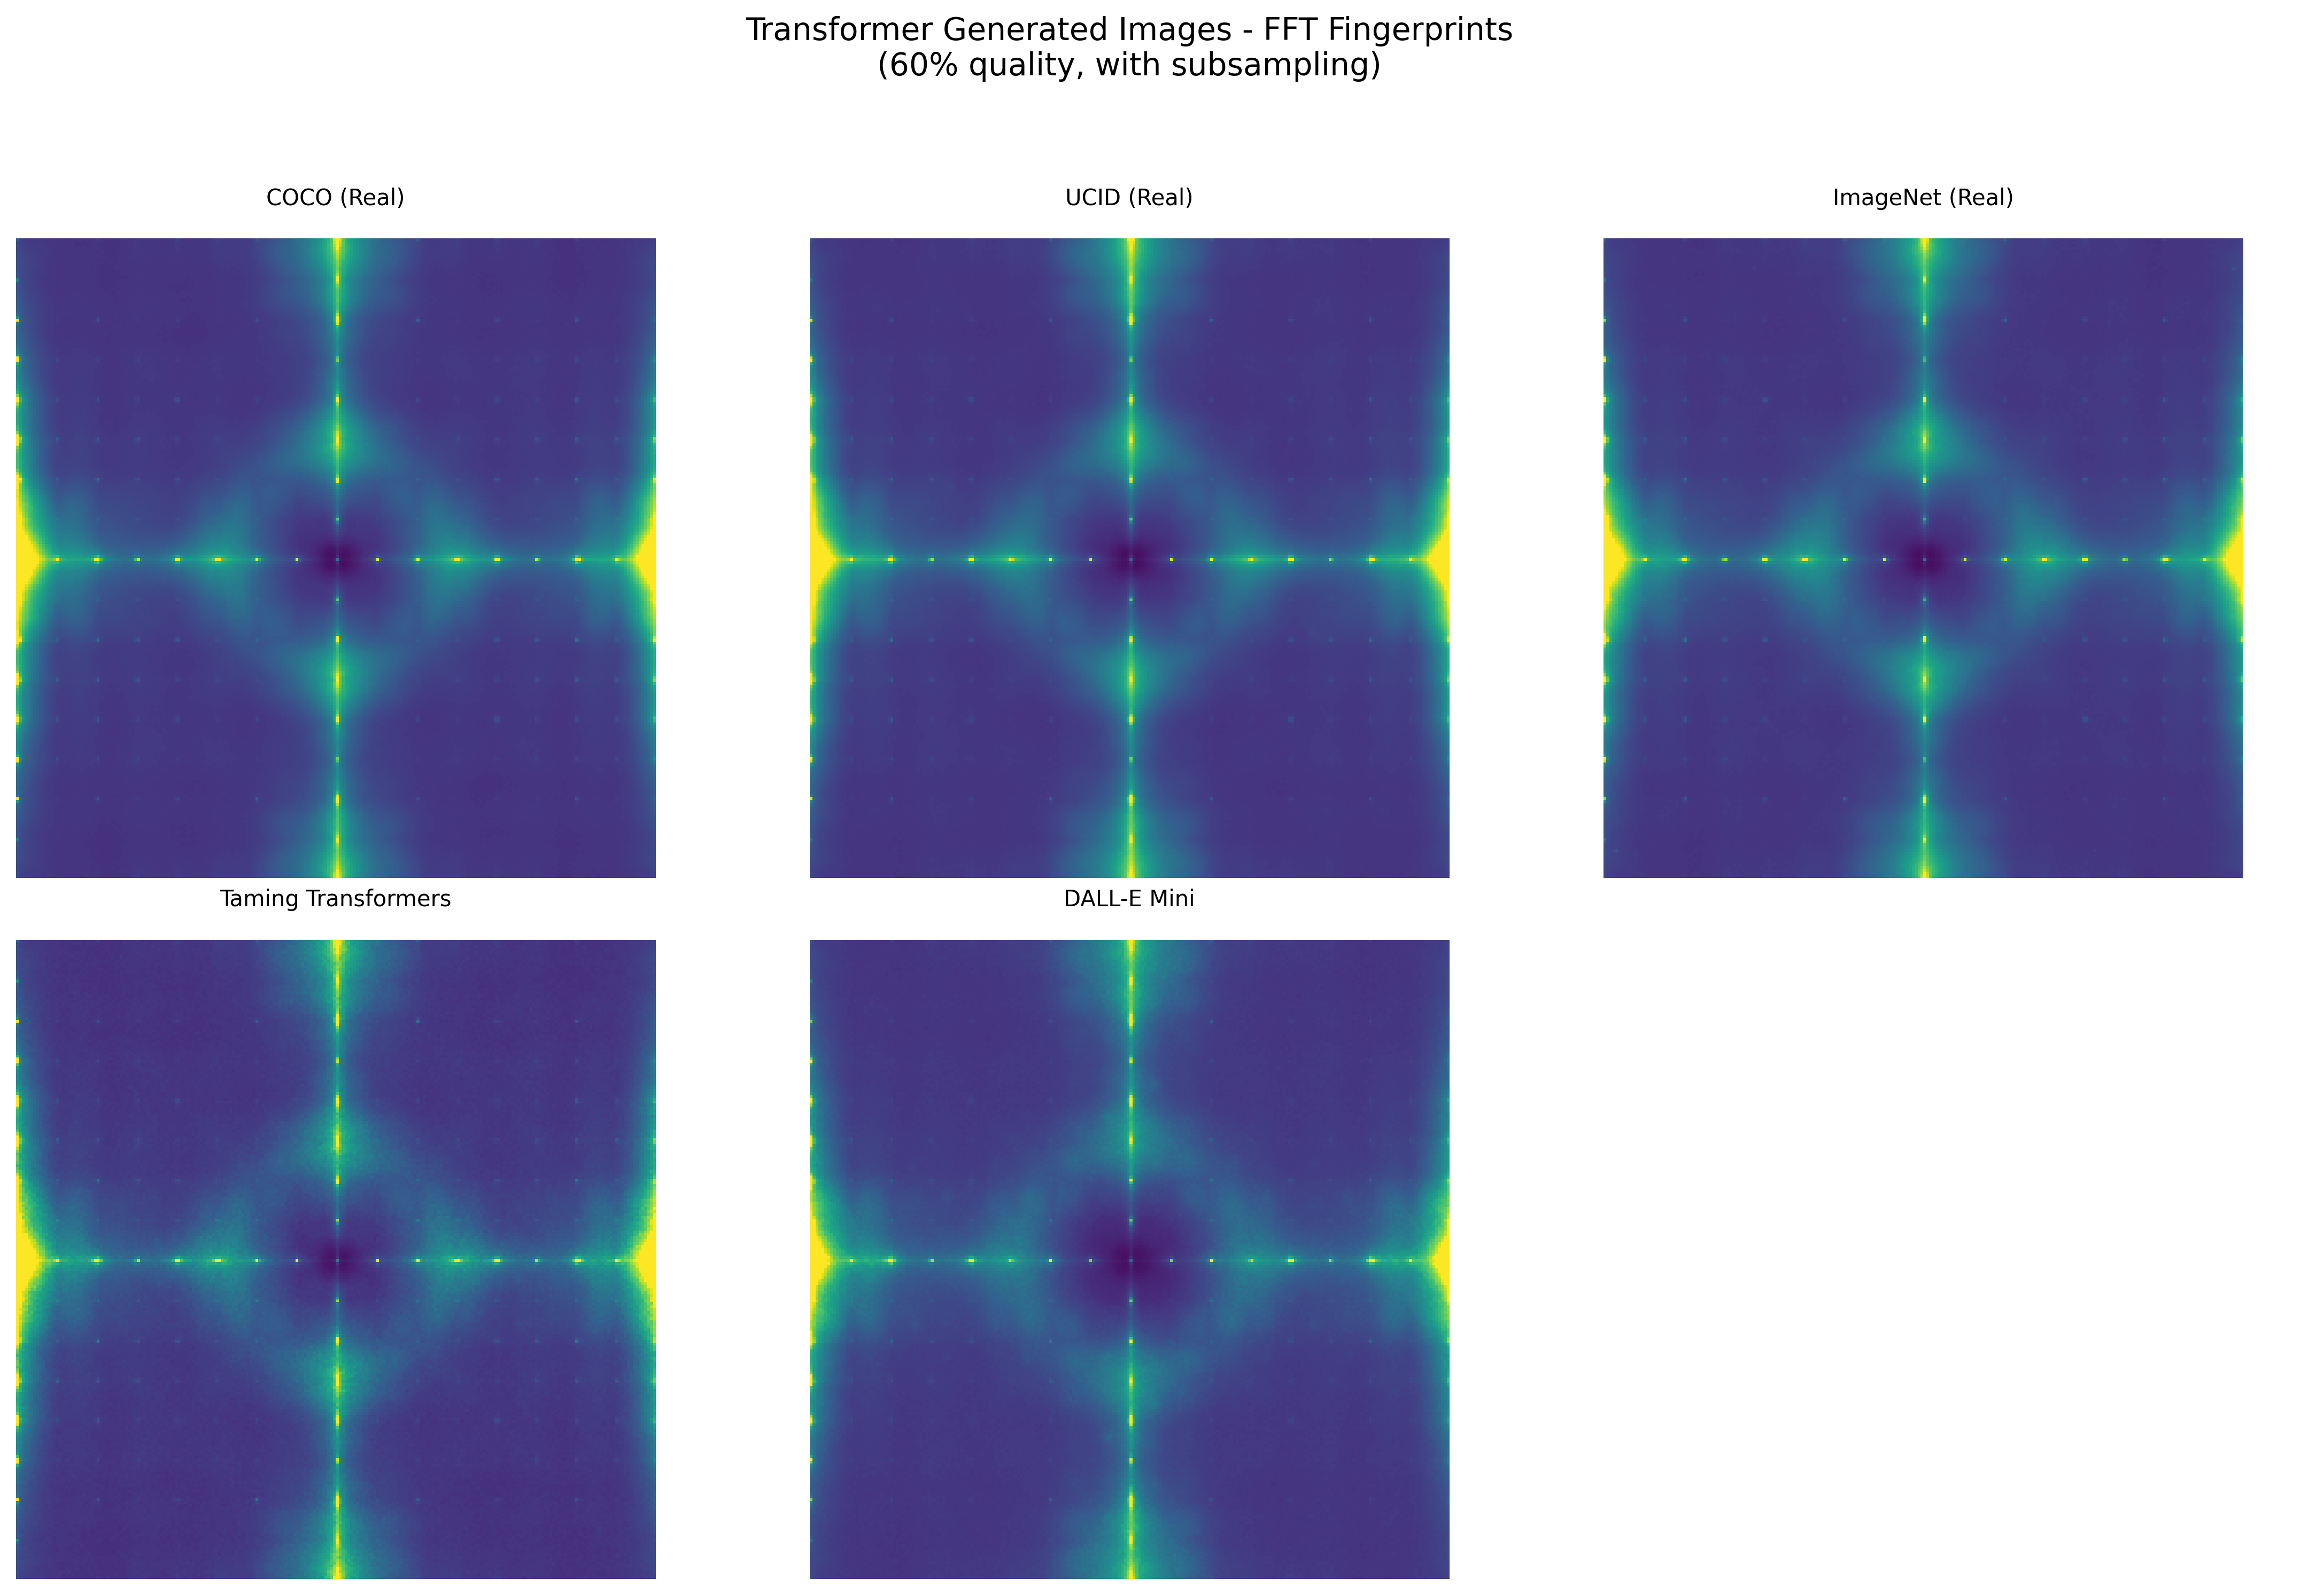 Transformer Generated Images - FFT Fingerprints
(60% quality, with subsampling)
COCO (Real)
UCID (Real)
ImageNet (Real)
Taming Transformers
DALL-E Mini